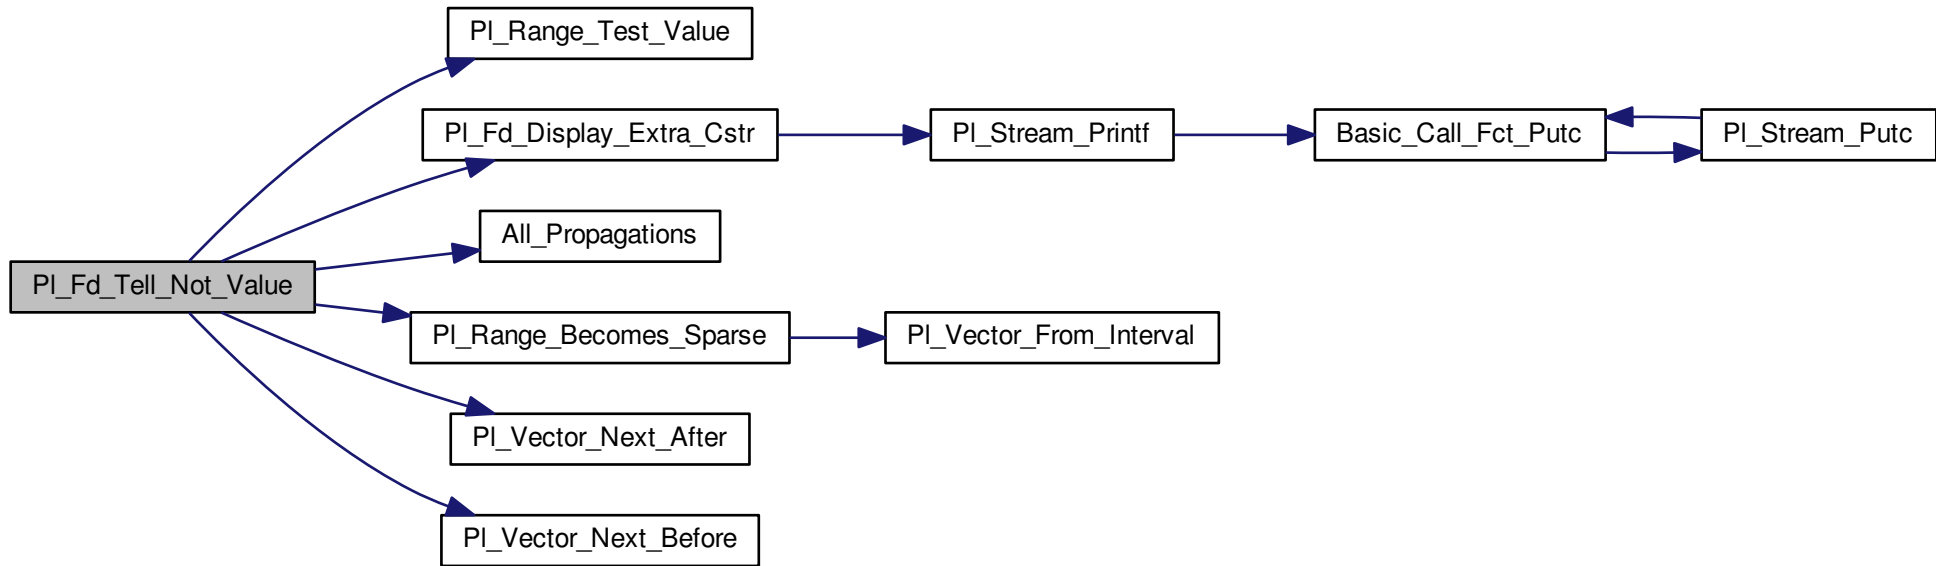 Pl_Range_Test_Value
Pl_Fd_Display_Extra_Cstr
Pl_Stream_Printf
Basic_Call_Fct_Putc
Pl_Stream_Putc
All_Propagations
Pl_Fd_Tell_Not_Value
Pl_Range_Becomes_Sparse
Pl_Vector_From_Interval
Pl_Vector_Next_After
Pl_Vector_Next_Before